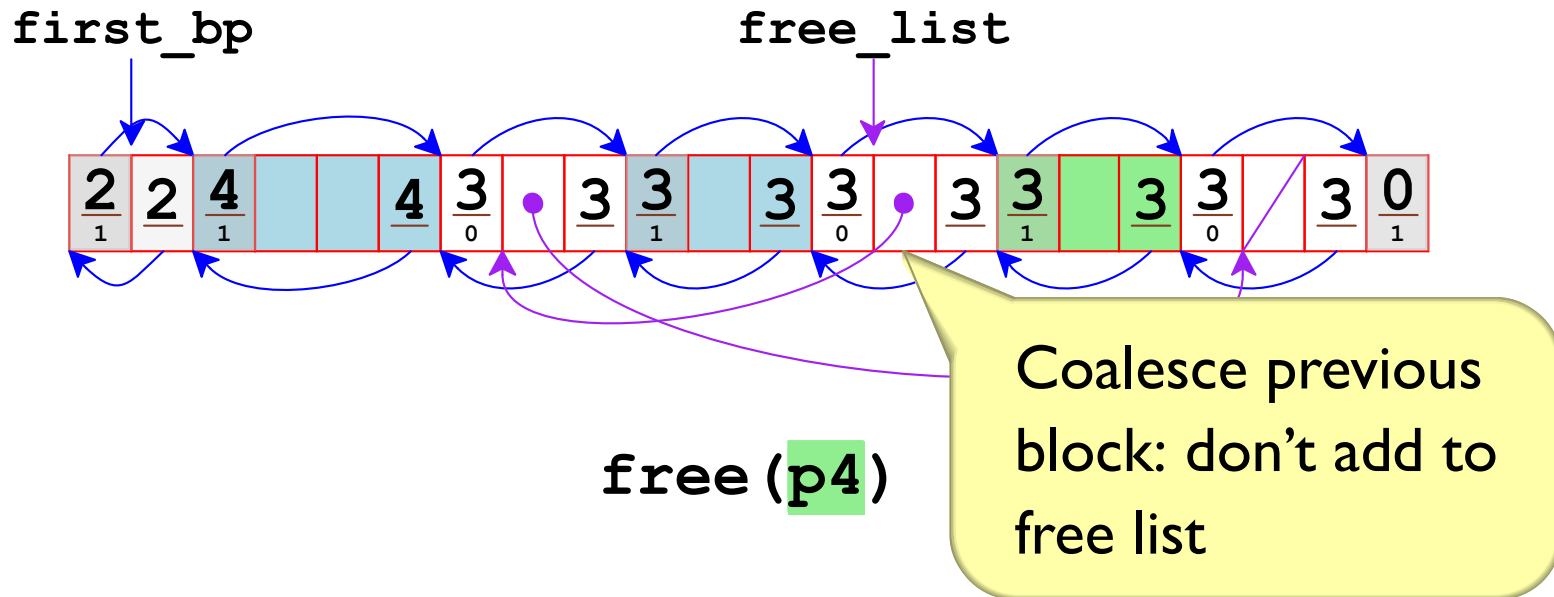 first_bp free_list
2 2 4 4 3 3 3 3 3 3 3 3 3 3 0
1 1 0 1 0 1 0 1
Coalesce previous
block: don’t add to
free(p4)
free list